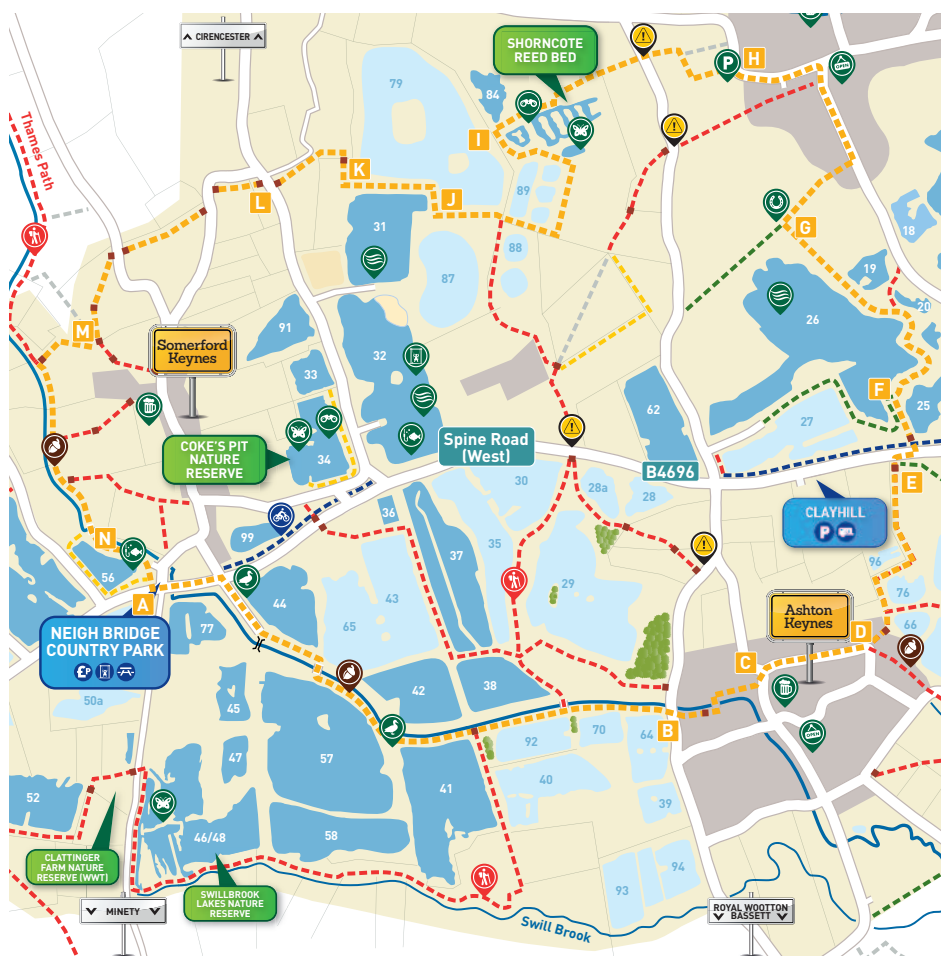 CIRENCESTER
SHORNCOTE
REED BED
79
84
H
P
OPEN
I
Thames Path
K
L
J
89
31
88
87
G
18
19
20
26
M
Somerford
Keynes
91
32
33
62
F
27
25
COKE'S PIT
NATURE
RESERVE
34
Spine Road
(West)
B4696
30
28a
28
E
CLAYHILL
P
36
99
37
35
N
56
96
76
66
A
44
43
65
29
Ashton
Keynes
D
C
NEIGH BRIDGE
COUNTRY PARK
£P
77
50a
45
42
38
B
OPEN
92
70
64
47
57
41
40
39
52
46/48
58
CLATTINGER
FARM NATURE
RESERVE (WWT)
SWILLBROOK
LAKES NATURE
RESERVE
94
93
MINETY
Swill Brook
ROYAL WOOTTON
BASSETT